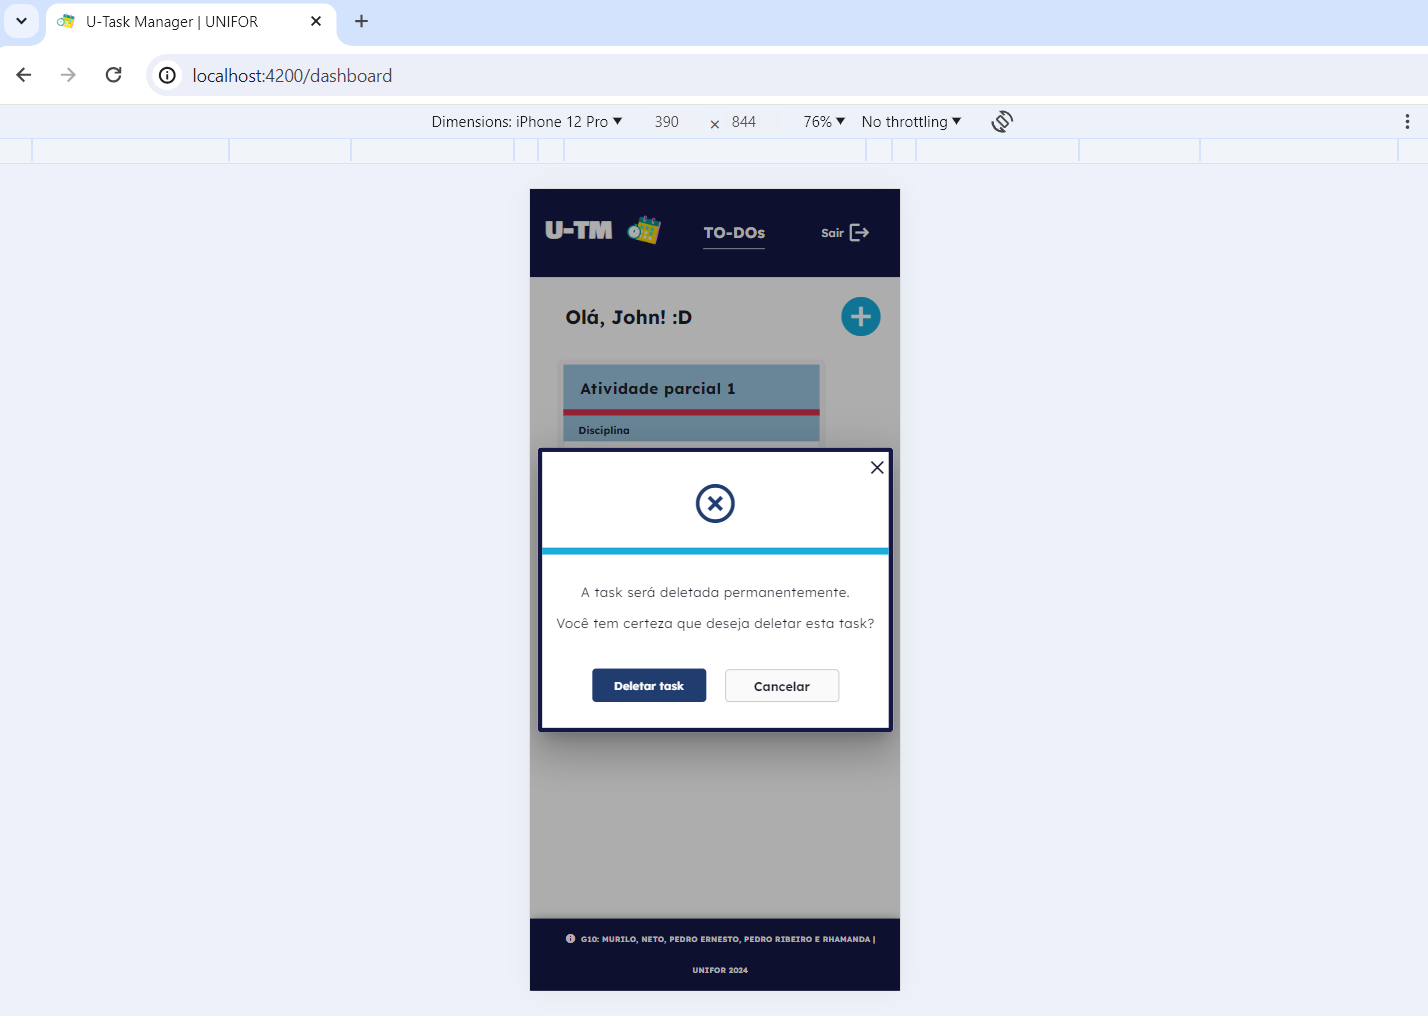 U-Task Manager | UNIFOR
localhost:4200/dashboard
Dimensions: iPhone 12 Pro 390 × 844 76% No throttling
U-TM TO-DOs Sair
Olá, John! :D
Atividade parcial 1
Disciplina
A task será deletada permanentemente.
Você tem certeza que deseja deletar esta task?
Deletar task Cancelar
G10: MURILO, NETO, PEDRO ERNESTO, PEDRO RIBEIRO E RHAMANDA |
UNIFOR 2024